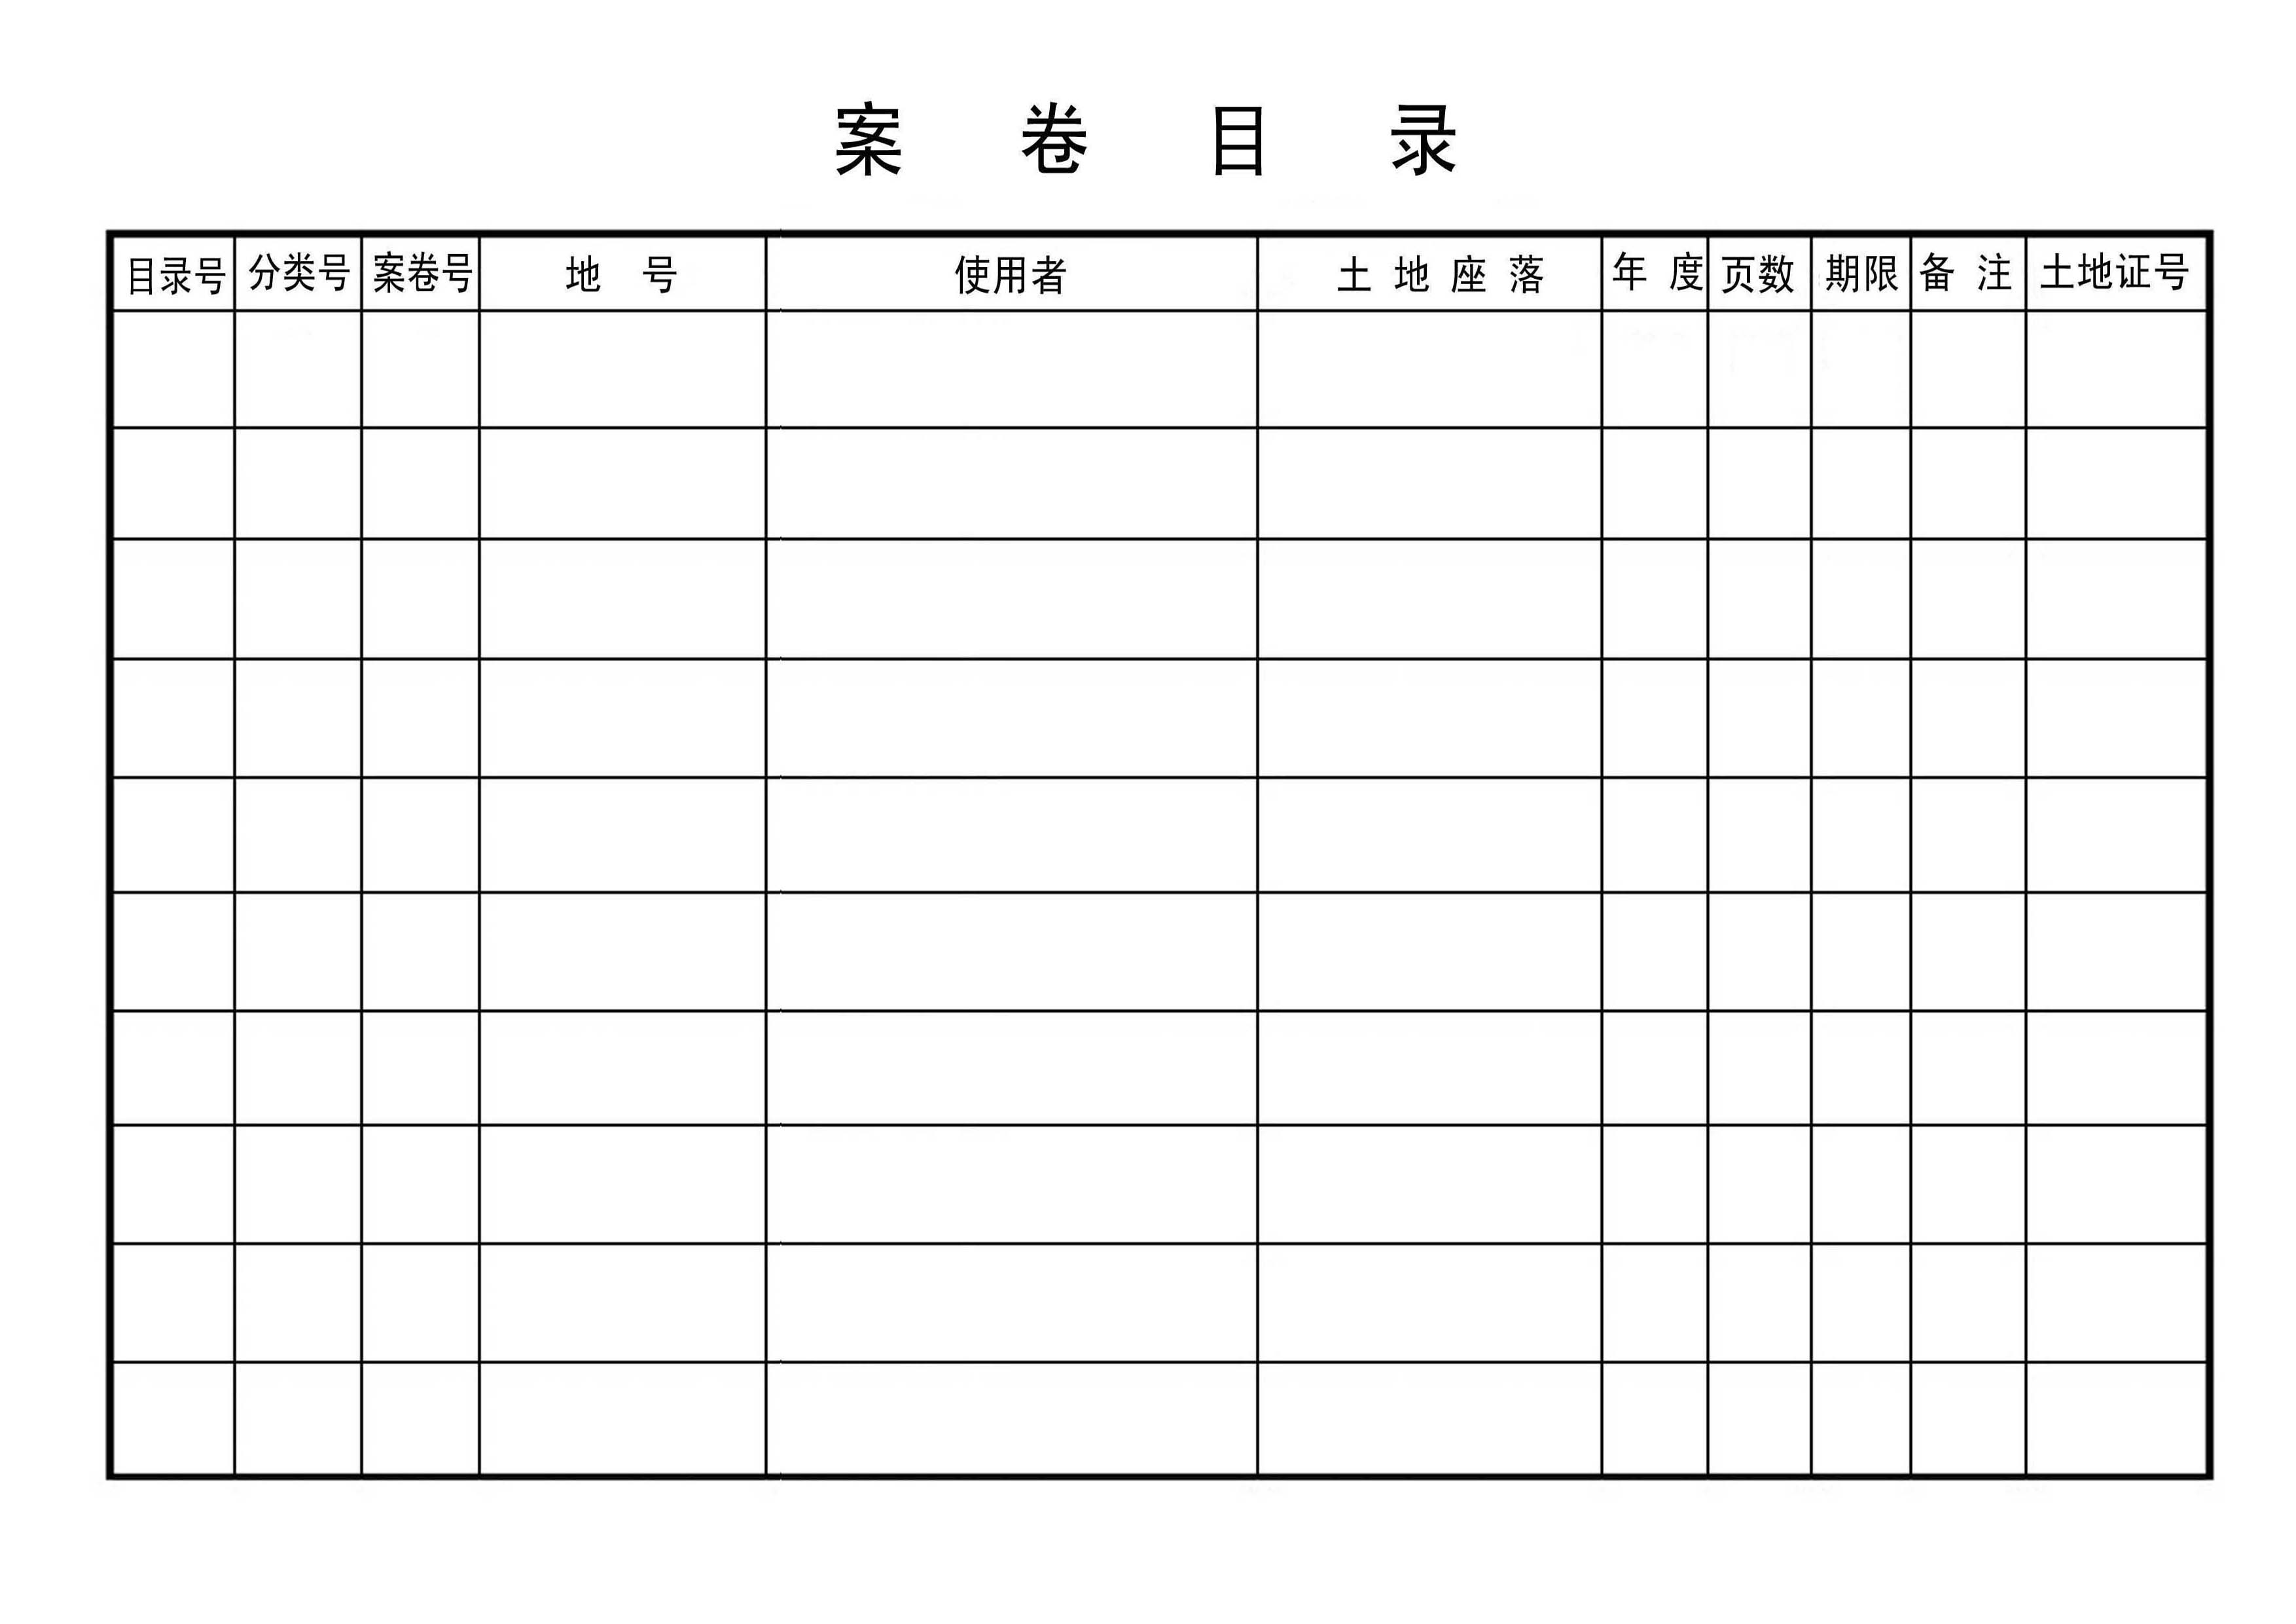 案卷目录
目录号 分类号 案卷号 地号 使用者 土地座落 年度 页数 期限 备注 土地证号